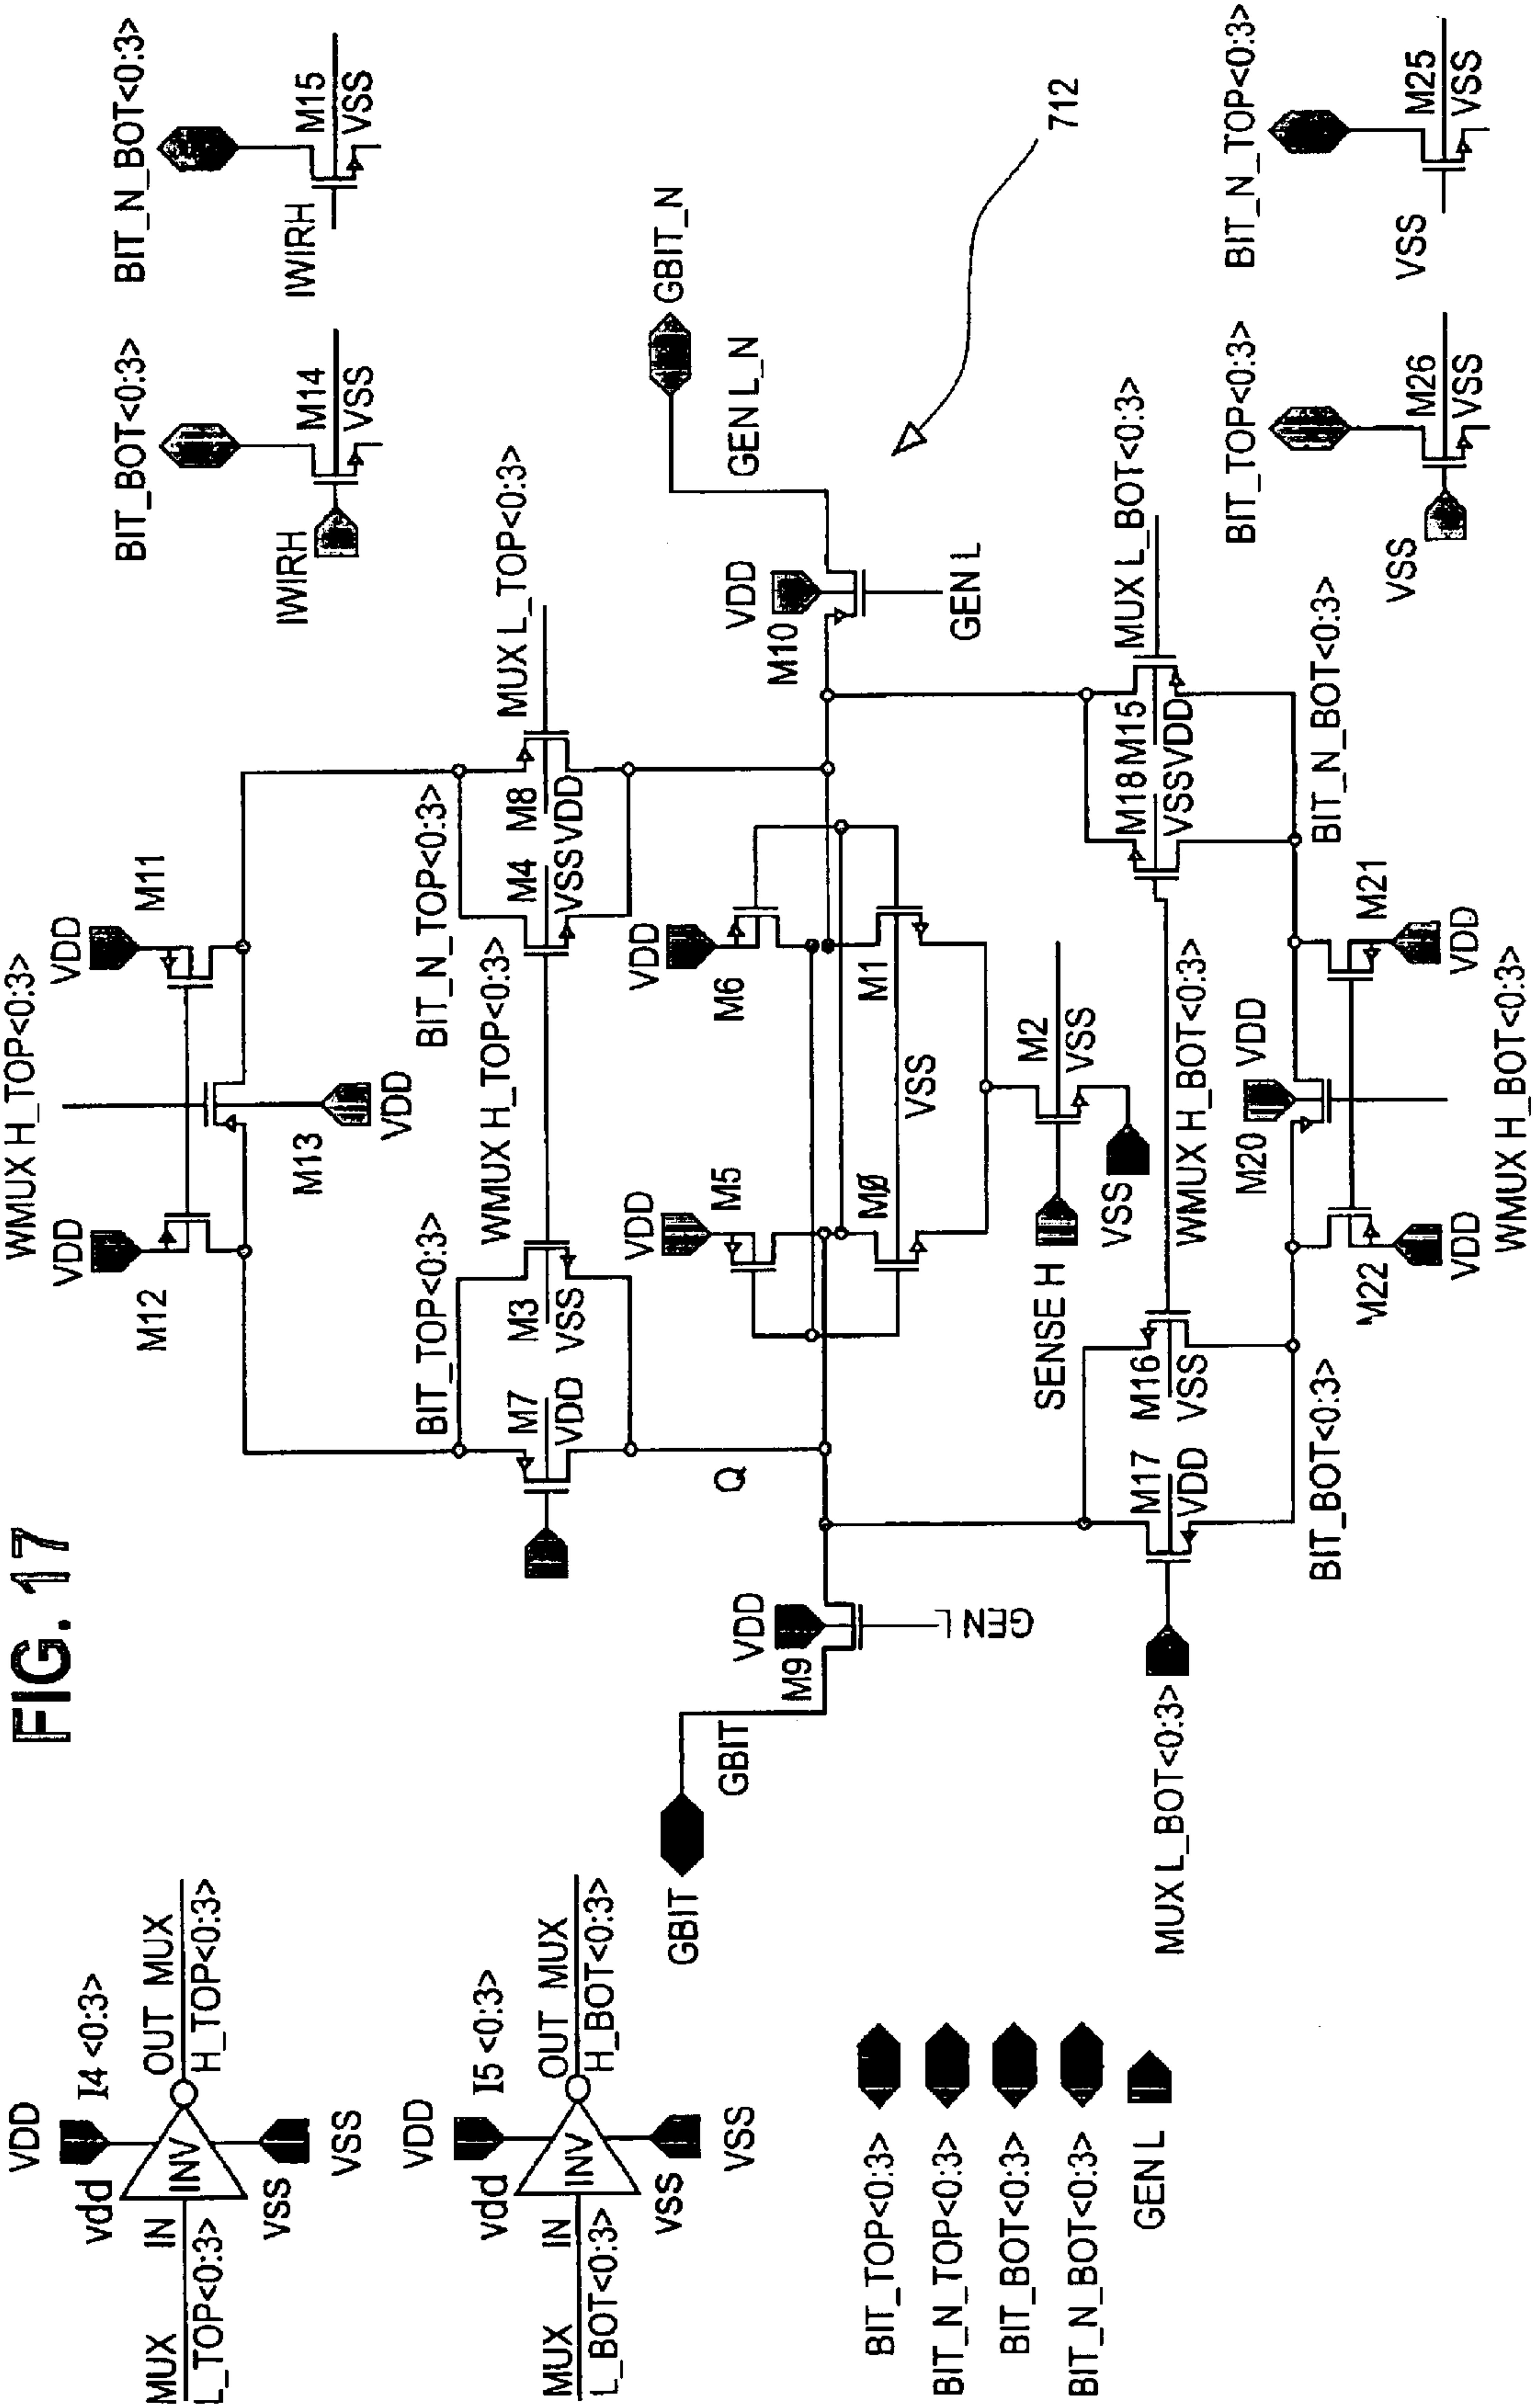 FIG. 17
MUX
L_TOP<0:3>
IN
vdd
VDD
I4 <0:3>
INV
OUT MUX
H_TOP<0:3>
vss
VSS
MUX
L_BOT<0:3>
IN
vdd
VDD
I5 <0:3>
INV
OUT MUX
H_BOT<0:3>
vss
VSS
BIT_TOP<0:3>
BIT_N_TOP<0:3>
BIT_BOT<0:3>
BIT_N_BOT<0:3>
GEN L
WMUX H_TOP<0:3>
VDD
M12
VDD
M11
M13
VDD
BIT_TOP<0:3>
M7
VDD
M3
VSS
WMUX H_TOP<0:3>
BIT_N_TOP<0:3>
M4
VSS
M8
VDD
MUX L_TOP<0:3>
Q
GBIT
GBIT
M9
VDD
GEN L
VDD
M5
VDD
M6
MØ
VSS
M1
SENSE H
M2
VSS
VSS
M10
VDD
GEN L
GEN L_N
GBIT_N
712
MUX L_BOT<0:3>
M17
VDD
M16
VSS
WMUX H_BOT<0:3>
M18
VSS
M15
VDD
MUX L_BOT<0:3>
BIT_BOT<0:3>
BIT_N_BOT<0:3>
M22
VDD
M20
VDD
M21
VDD
WMUX H_BOT<0:3>
BIT_BOT<0:3>
IWIRH
M14
VSS
BIT_N_BOT<0:3>
IWIRH
M15
VSS
BIT_TOP<0:3>
VSS
M26
VSS
BIT_N_TOP<0:3>
VSS
M25
VSS